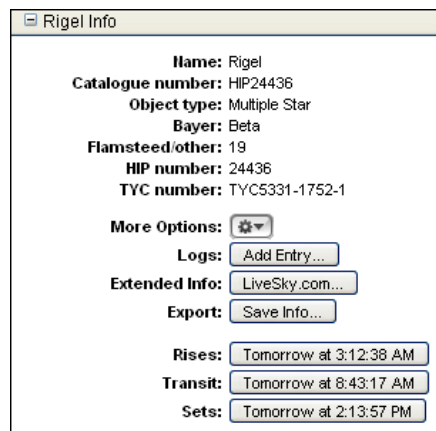 Rigel Info
Name: Rigel
Catalogue number: HIP24436
Object type: Multiple Star
Bayer: Beta
Flamsteed/other: 19
HIP number: 24436
TYC number: TYC5331-1752-1
More Options:
Logs: Add Entry...
Extended Info: LiveSky.com...
Export: Save Info...
Rises: Tomorrow at 3:12:38 AM
Transit: Tomorrow at 8:43:17 AM
Sets: Tomorrow at 2:13:57 PM